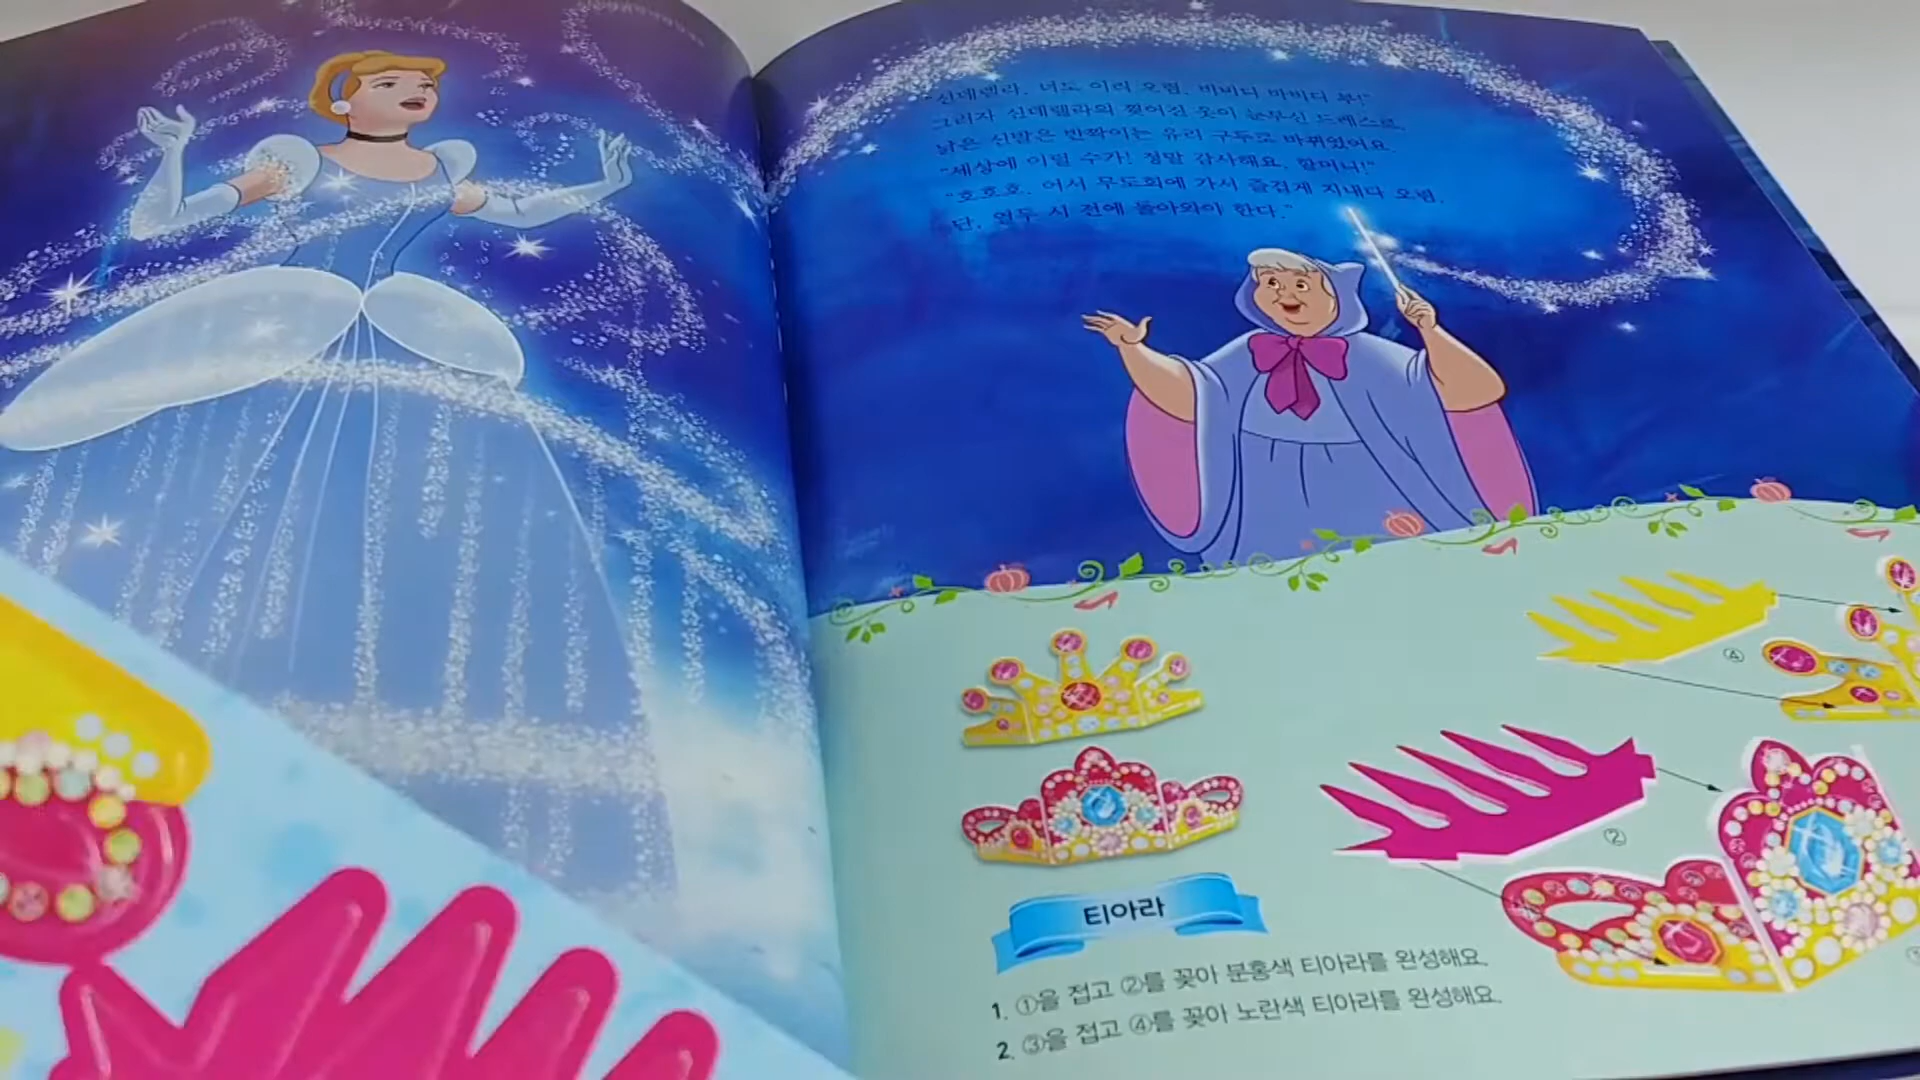 "신데렐라, 너도 이리 오렴. 비비디 바비디 부!"
그러자 신데렐라의 찢어진 옷이 눈부신 드레스로,
낡은 신발은 반짝이는 유리 구두로 바뀌었어요.
"세상에 이럴 수가! 정말 감사해요, 할머니!"
"호호호, 어서 무도회에 가서 즐겁게 지내다 오렴.
단, 열두 시 전에 돌아와야 한다."
④
②
티아라
1. ①을 접고 ②를 꽂아 분홍색 티아라를 완성해요.
2. ③을 접고 ④를 꽂아 노란색 티아라를 완성해요.